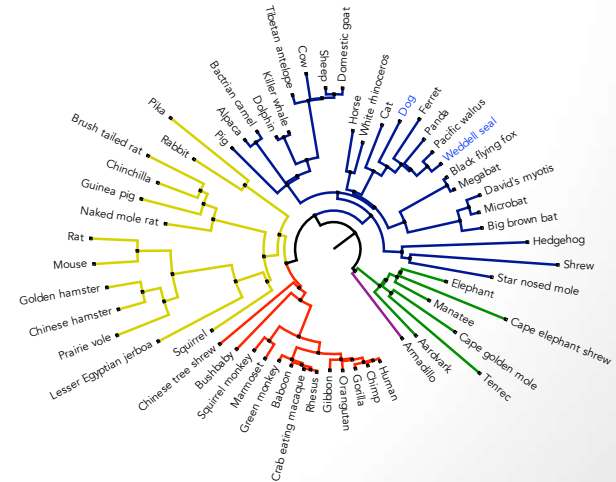 Pika
Rabbit
Brush tailed rat
Chinchilla
Guinea pig
Naked mole rat
Rat
Mouse
Golden hamster
Chinese hamster
Prairie vole
Lesser Egyptian jerboa
Squirrel
Chinese tree shrew
Bushbaby
Squirrel monkey
Marmoset
Green monkey
Baboon
Crab eating macaque
Rhesus
Gibbon
Orangutan
Gorilla
Chimp
Human
Armadillo
Aardvark
Tenrec
Cape golden mole
Manatee
Cape elephant shrew
Elephant
Star nosed mole
Shrew
Hedgehog
Big brown bat
Microbat
David's myotis
Megabat
Black flying fox
Weddell seal
Pacific walrus
Panda
Ferret
Dog
Cat
White rhinoceros
Horse
Domestic goat
Sheep
Cow
Tibetan antelope
Killer whale
Dolphin
Bactrian camel
Alpaca
Pig